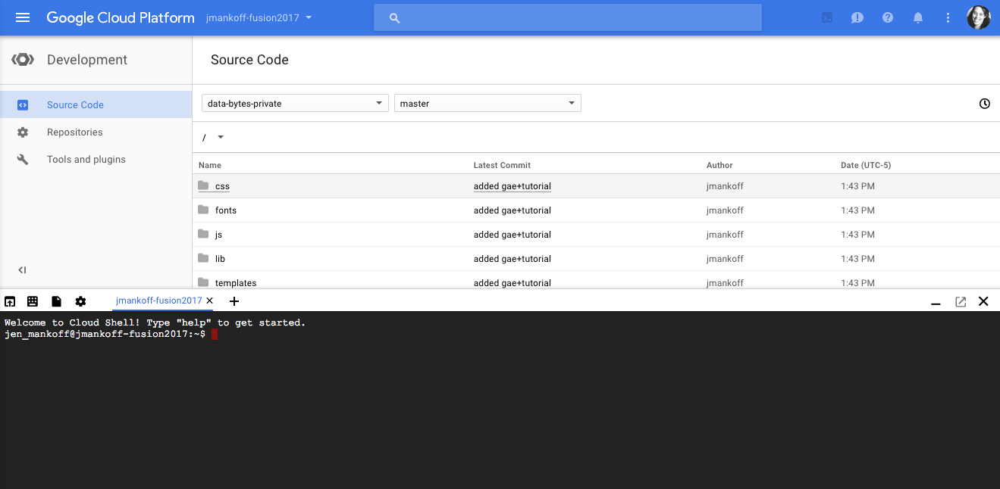 Google Cloud Platform jmankoff-fusion2017
Development
Source Code
Source Code
Repositories
Tools and plugins
data-bytes-private master
/
Name Latest Commit Author Date (UTC-5)
css added gae+tutorial jmankoff 1:43 PM
fonts added gae+tutorial jmankoff 1:43 PM
js added gae+tutorial jmankoff 1:43 PM
lib added gae+tutorial jmankoff 1:43 PM
templates added gae+tutorial jmankoff 1:43 PM
jmankoff-fusion2017
Welcome to Cloud Shell! Type "help" to get started.
jen_mankoff@jmankoff-fusion2017:~$